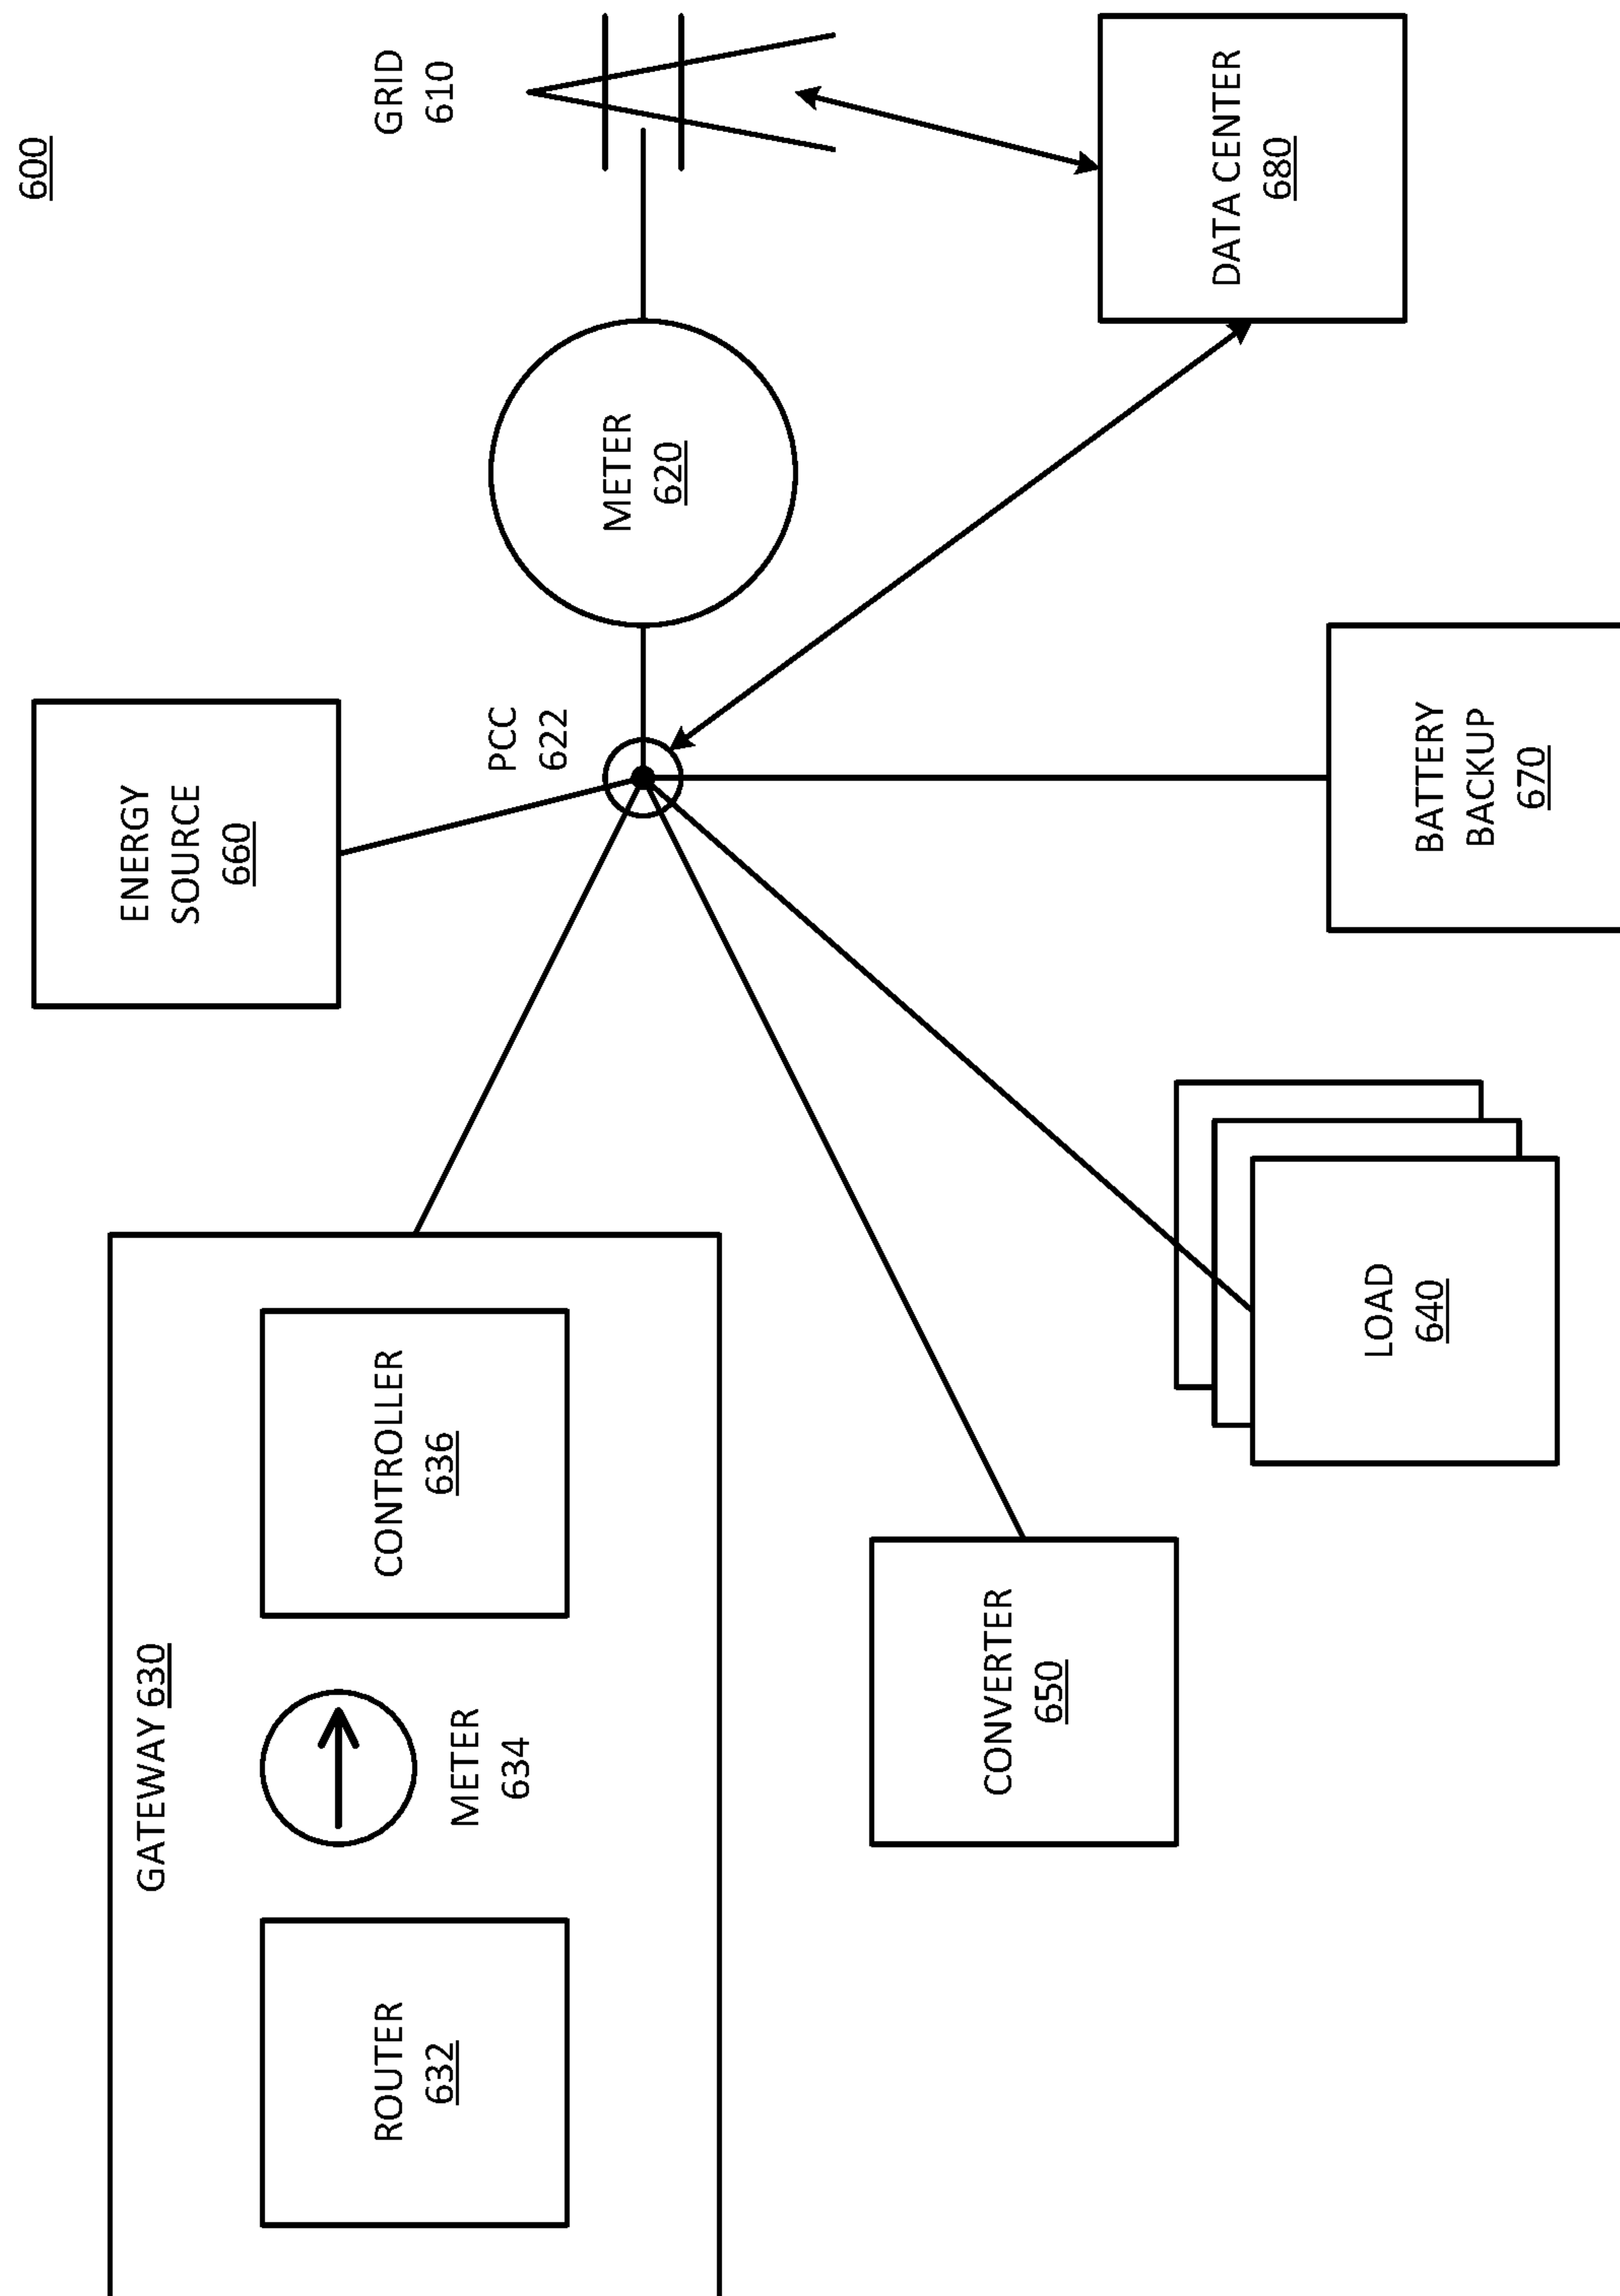 600
GATEWAY 630
ROUTER
632
METER
634
CONTROLLER
636
ENERGY
SOURCE
660
PCC
622
METER
620
GRID
610
CONVERTER
650
LOAD
640
BATTERY
BACKUP
670
DATA CENTER
680